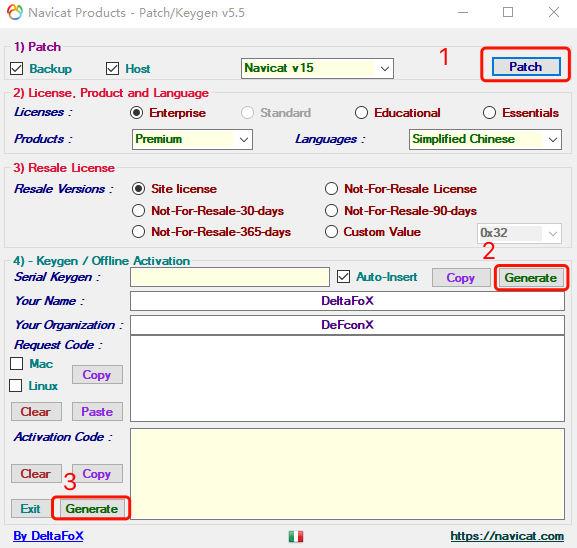 Navicat Products - Patch/Keygen v5.5
1) Patch
1
Backup Host Navicat v15 Patch
2) License, Product and Language
Licenses : Enterprise Standard Educational Essentials
Products : Premium Languages : Simplified Chinese
3) Resale License
Resale Versions : Site license Not-For-Resale License
Not-For-Resale-30-days Not-For-Resale-90-days
Not-For-Resale-365-days Custom Value 0x32
4) - Keygen / Offline Activation
2
Serial Keygen : Auto-Insert Copy Generate
Your Name : DeltaFoX
Your Organization : DeFconX
Request Code :
Mac
Copy
Linux
Clear Paste
Activation Code :
Clear Copy
3
Exit Generate
By DeltaFoX https://navicat.com